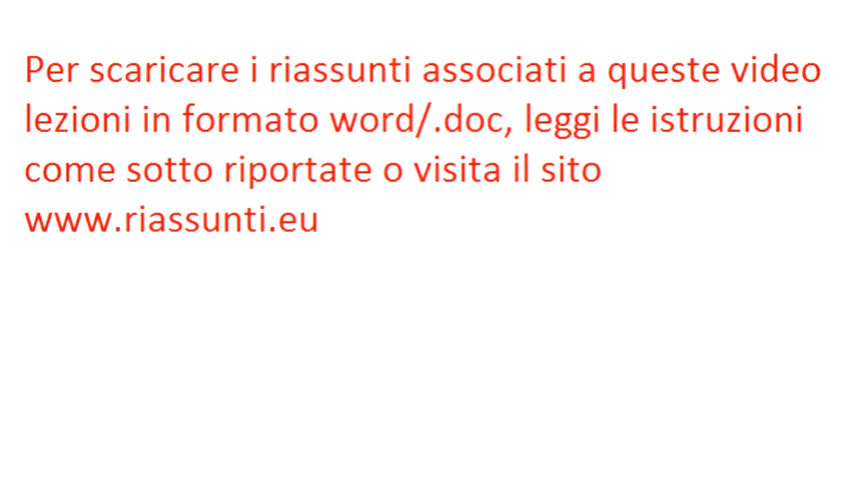 Per scaricare i riassunti associati a queste video
lezioni in formato word/.doc, leggi le istruzioni
come sotto riportate o visita il sito
www.riassunti.eu